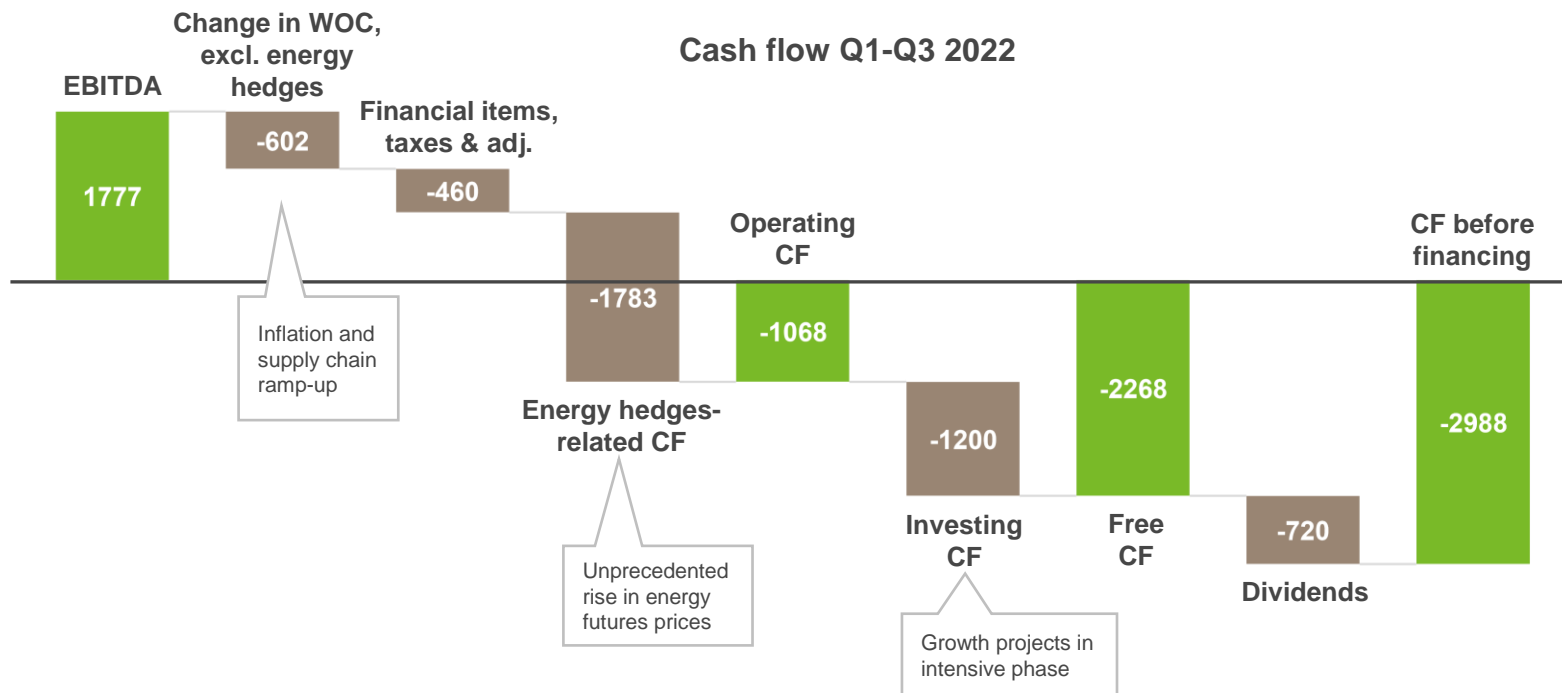 Cash flow Q1-Q3 2022
EBITDA
1777
Change in WOC,
excl. energy
hedges
-602
Inflation and
supply chain
ramp-up
Financial items,
taxes & adj.
-460
-1783
Energy hedges-
related CF
Unprecedented
rise in energy
futures prices
Operating
CF
-1068
-1200
Investing
CF
Growth projects in
intensive phase
-2268
Free
CF
-720
Dividends
CF before
financing
-2988